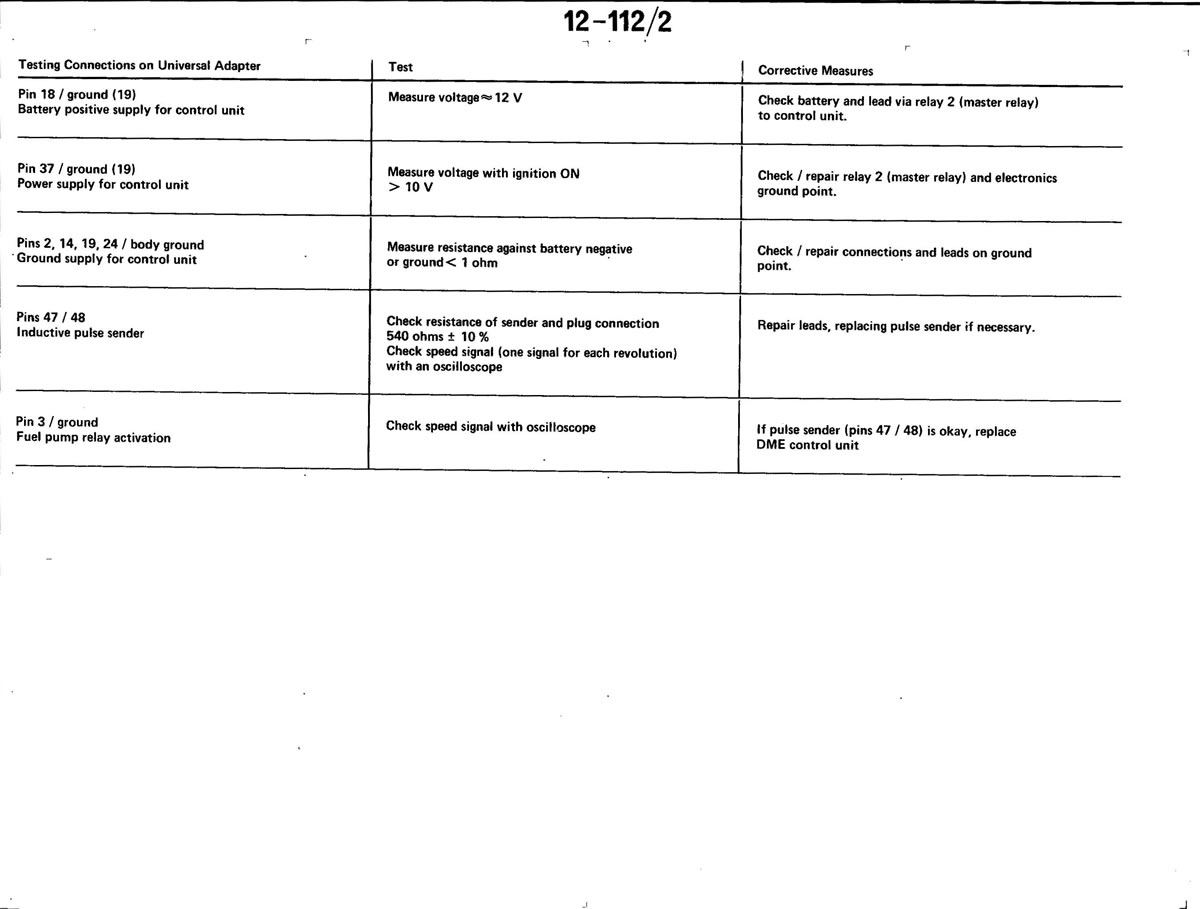 12-112/2
Testing Connections on Universal Adapter
Test
Corrective Measures
Pin 18 / ground (19)
Battery positive supply for control unit
Measure voltage ≈ 12 V
Check battery and lead via relay 2 (master relay)
to control unit.
Pin 37 / ground (19)
Power supply for control unit
Measure voltage with ignition ON
> 10 V
Check / repair relay 2 (master relay) and electronics
ground point.
Pins 2, 14, 19, 24 / body ground
Ground supply for control unit
Measure resistance against battery negative
or ground < 1 ohm
Check / repair connections and leads on ground
point.
Pins 47 / 48
Inductive pulse sender
Check resistance of sender and plug connection
540 ohms ± 10 %
Check speed signal (one signal for each revolution)
with an oscilloscope
Repair leads, replacing pulse sender if necessary.
Pin 3 / ground
Fuel pump relay activation
Check speed signal with oscilloscope
If pulse sender (pins 47 / 48) is okay, replace
DME control unit